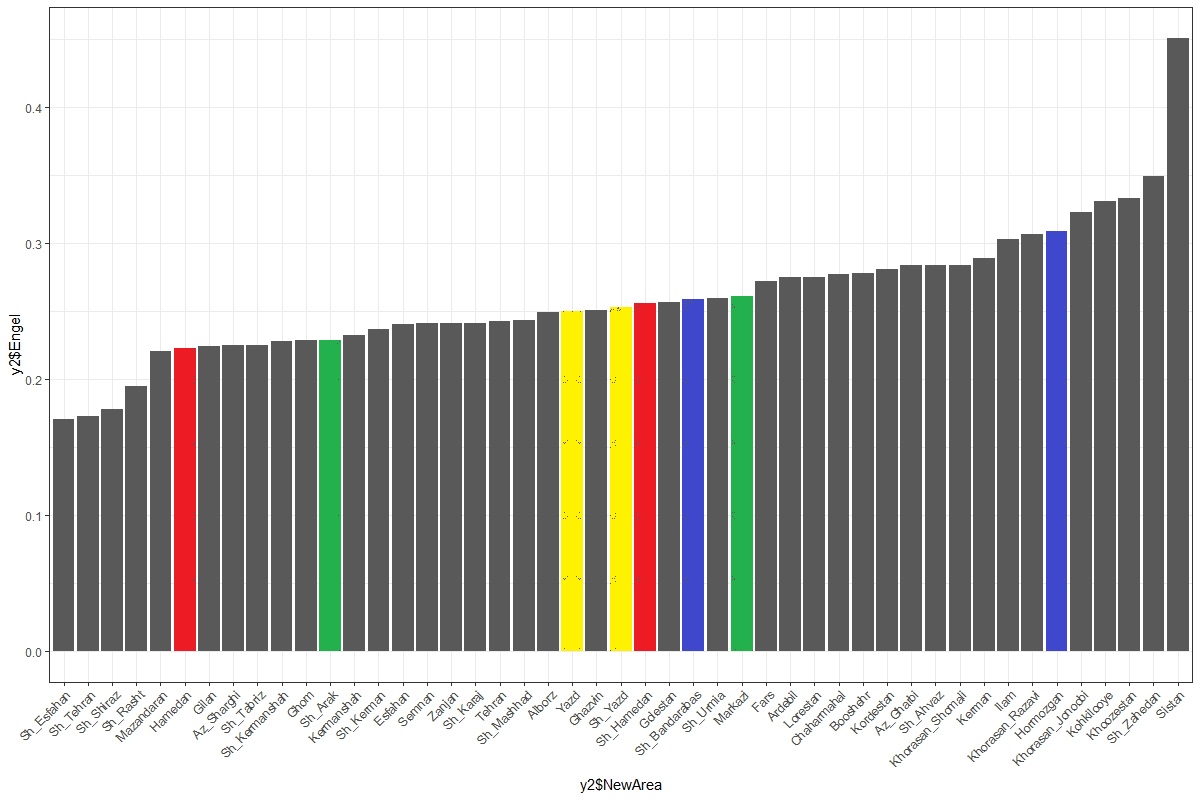 y2$Engel
0.4
0.3
0.2
0.1
0.0
Sh_Esfahan
Sh_Tehran
Sh_Shiraz
Sh_Rasht
Mazandaran
Hamedan
Gilan
Az_Sharghi
Sh_Tabriz
Sh_Kermanshah
Ghom
Sh_Arak
Kermanshah
Sh_Kerman
Esfahan
Semnan
Zanjan
Sh_Karaj
Tehran
Sh_Mashhad
Alborz
Yazd
Ghazvin
Sh_Yazd
Sh_Hamedan
Golestan
Sh_Bandarabas
Sh_Urmia
Markazi
Fars
Ardebil
Lorestan
Chaharmahal
Booshehr
Kordestan
Az_Gharbi
Sh_Ahvaz
Khorasan_Shomali
Kerman
Ilam
Khorasan_Razavi
Hormozgan
Khorasan_Jonoobi
Kohkilooye
Khoozestan
Sh_Zahedan
Sistan
y2$NewArea